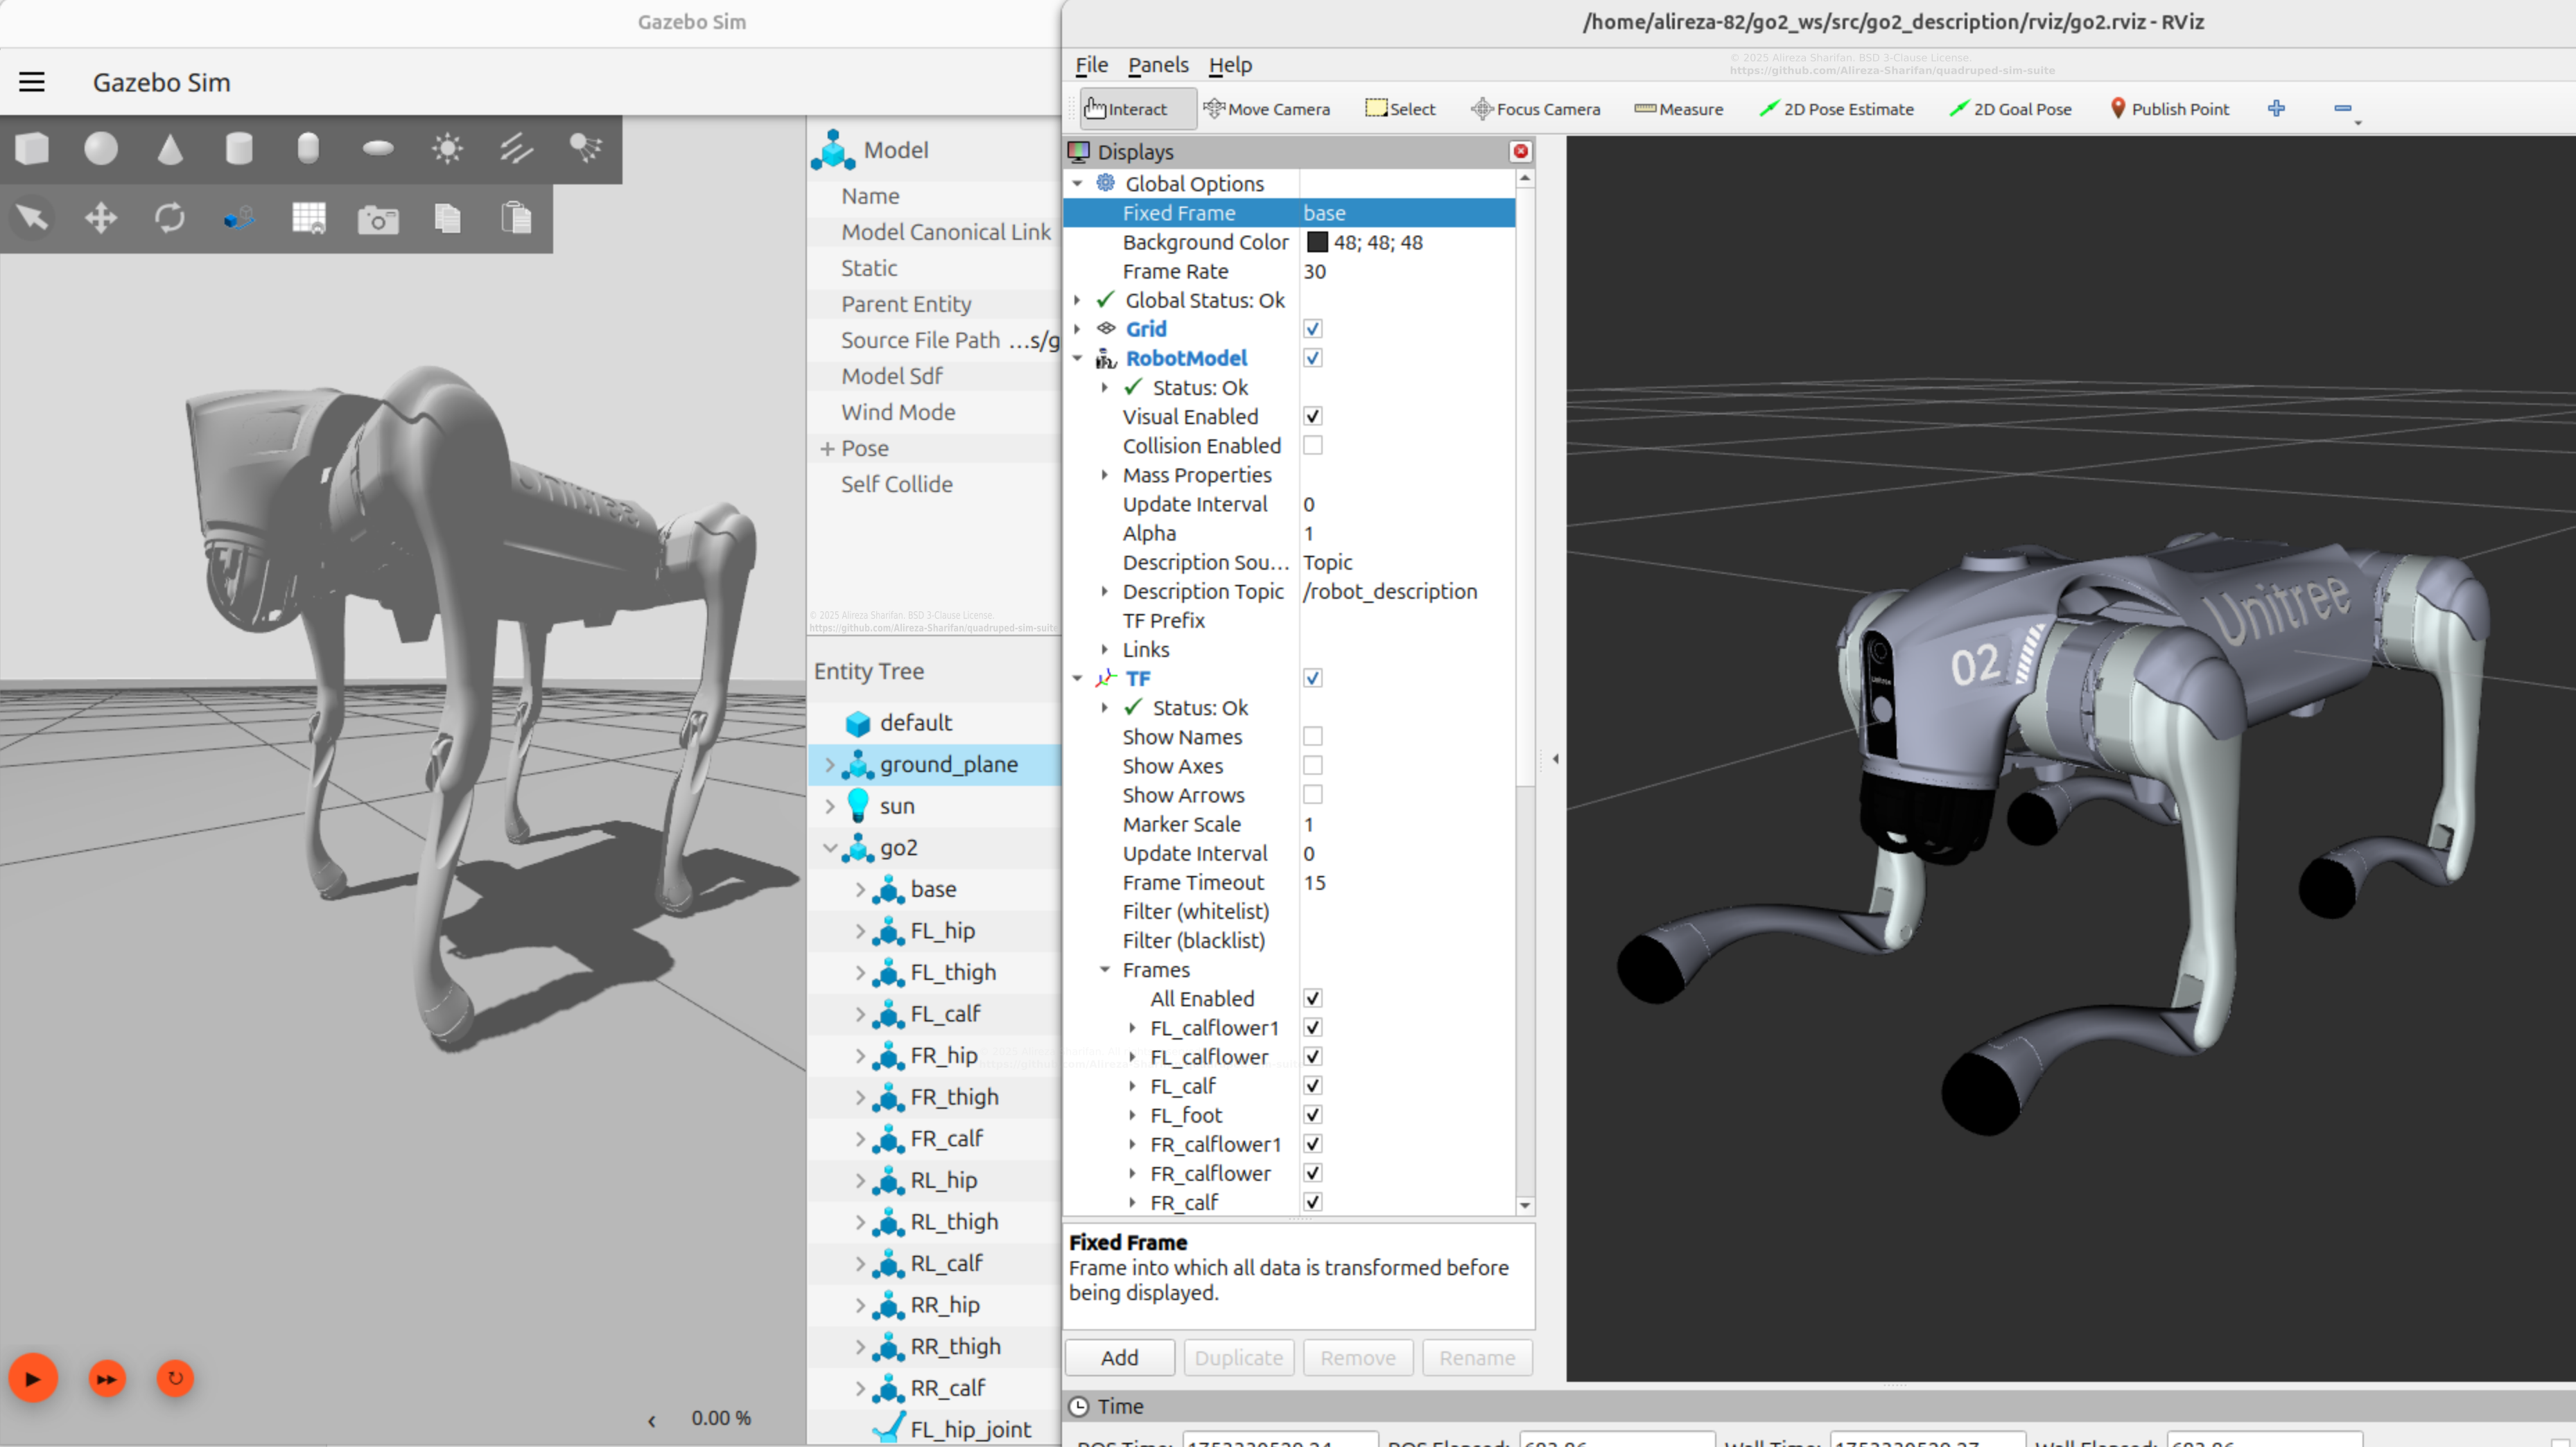 Gazebo Sim
Gazebo Sim
Model
Name
Model Canonical Link
Static
Parent Entity
Source File Path …s/g
Model Sdf
Wind Mode
+ Pose
Self Collide
© 2025 Alireza Sharifan. BSD 3-Clause License.
https://github.com/Alireza-Sharifan/quadruped-sim-suite
Entity Tree
default
ground_plane
sun
go2
base
FL_hip
FL_thigh
FL_calf
FR_hip
FR_thigh
FR_calf
RL_hip
RL_thigh
RL_calf
RR_hip
RR_thigh
RR_calf
FL_hip_joint
0.00 %
/home/alireza-82/go2_ws/src/go2_description/rviz/go2.rviz - RViz
File Panels Help
© 2025 Alireza Sharifan. BSD 3-Clause License.
https://github.com/Alireza-Sharifan/quadruped-sim-suite
Interact Move Camera Select Focus Camera Measure 2D Pose Estimate 2D Goal Pose Publish Point
Displays
Global Options
Fixed Frame base
Background Color 48; 48; 48
Frame Rate 30
Global Status: Ok
Grid
RobotModel
Status: Ok
Visual Enabled
Collision Enabled
Mass Properties
Update Interval 0
Alpha 1
Description Sou… Topic
Description Topic /robot_description
TF Prefix
Links
TF
Status: Ok
Show Names
Show Axes
Show Arrows
Marker Scale 1
Update Interval 0
Frame Timeout 15
Filter (whitelist)
Filter (blacklist)
Frames
All Enabled
FL_calflower1
FL_calflower
FL_calf
FL_foot
FR_calflower1
FR_calflower
FR_calf
Fixed Frame
Frame into which all data is transformed before
being displayed.
Add Duplicate Remove Rename
Time
Unitree
02